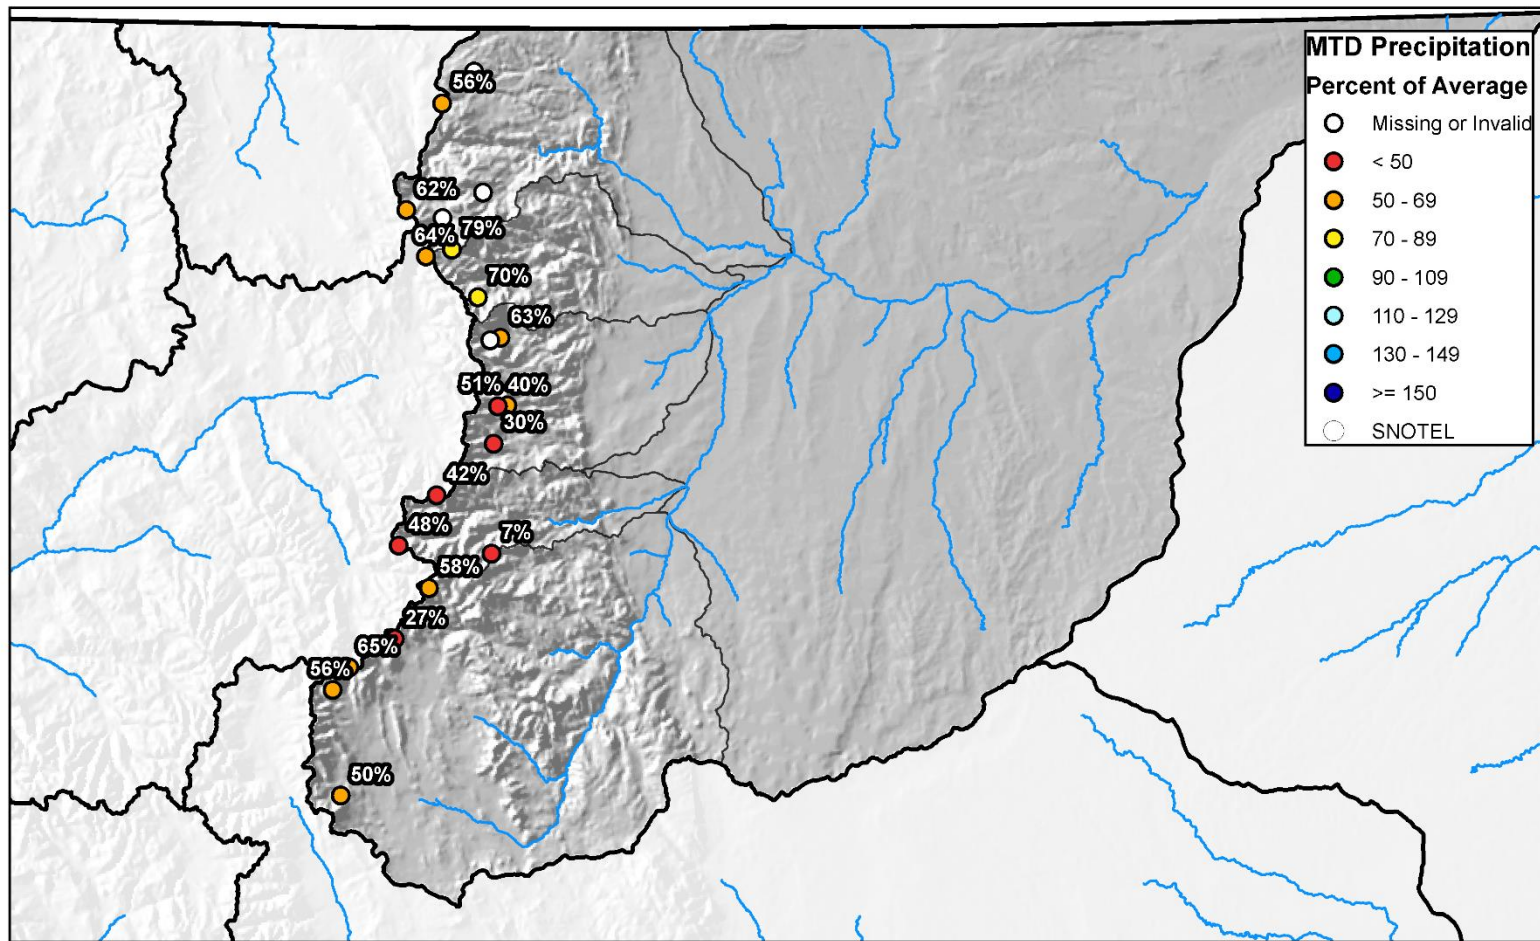 MTD Precipitation
Percent of Average
Missing or Invalid
< 50
50 - 69
70 - 89
90 - 109
110 - 129
130 - 149
>= 150
SNOTEL
56%
62%
64%
79%
70%
63%
51%
40%
30%
42%
48%
7%
58%
27%
65%
56%
50%